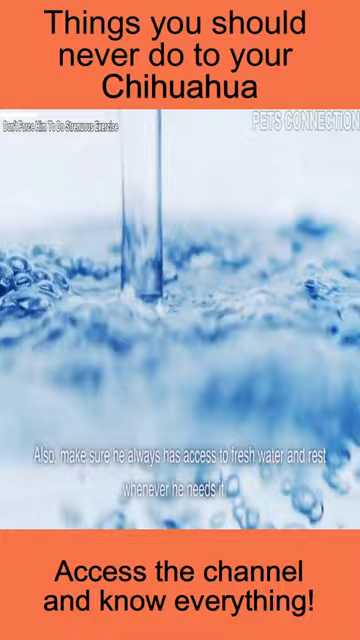 Things you should
never do to your
Chihuahua
Don't Force Him To Do Strenuous Exercise
PETS CONNECTION
Also, make sure he always has access to fresh water and rest
whenever he needs it.
Access the channel
and know everything!